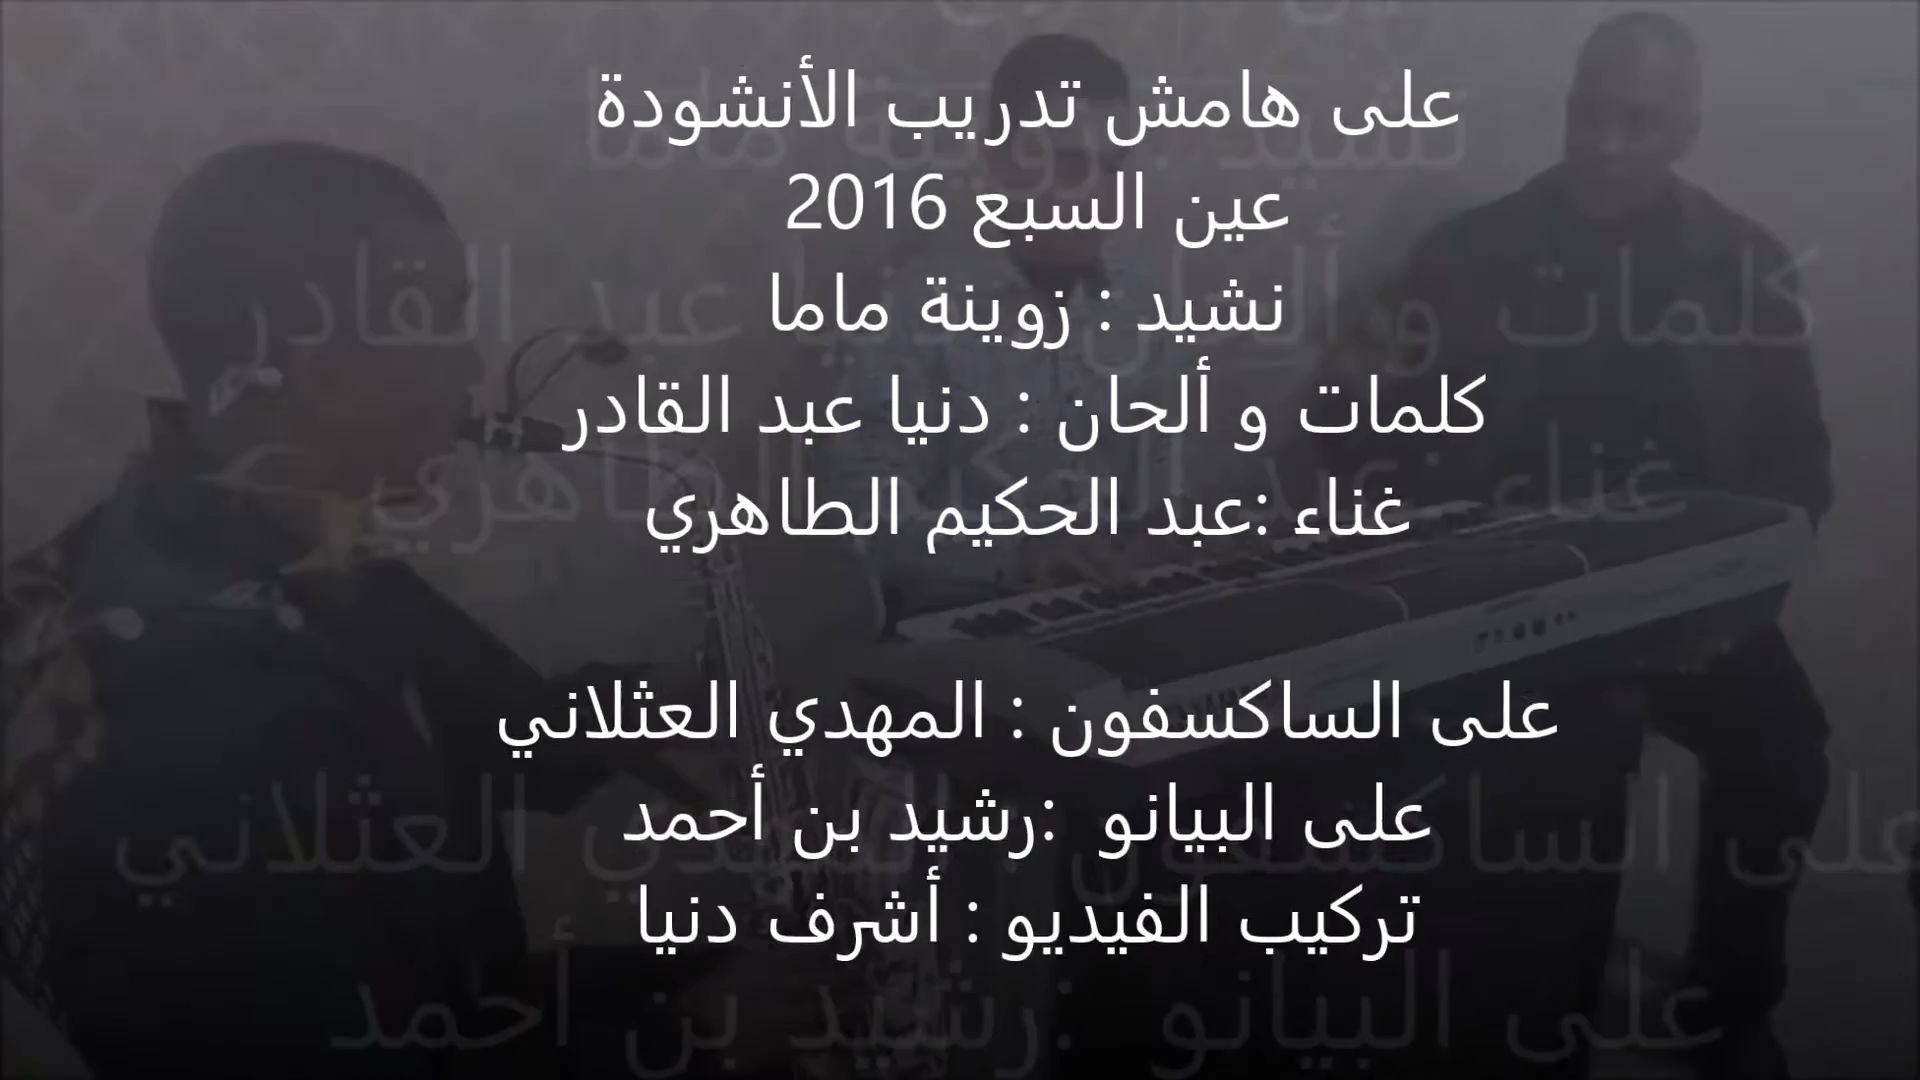 على هامش تدريب الأنشودة
عين السبع 2016
نشيد : زوينة ماما
كلمات و ألحان : دنيا عبد القادر
غناء :عبد الحكيم الطاهري
على الساكسفون : المهدي العثلاني
على البيانو :رشيد بن أحمد
تركيب الفيديو : أشرف دنيا